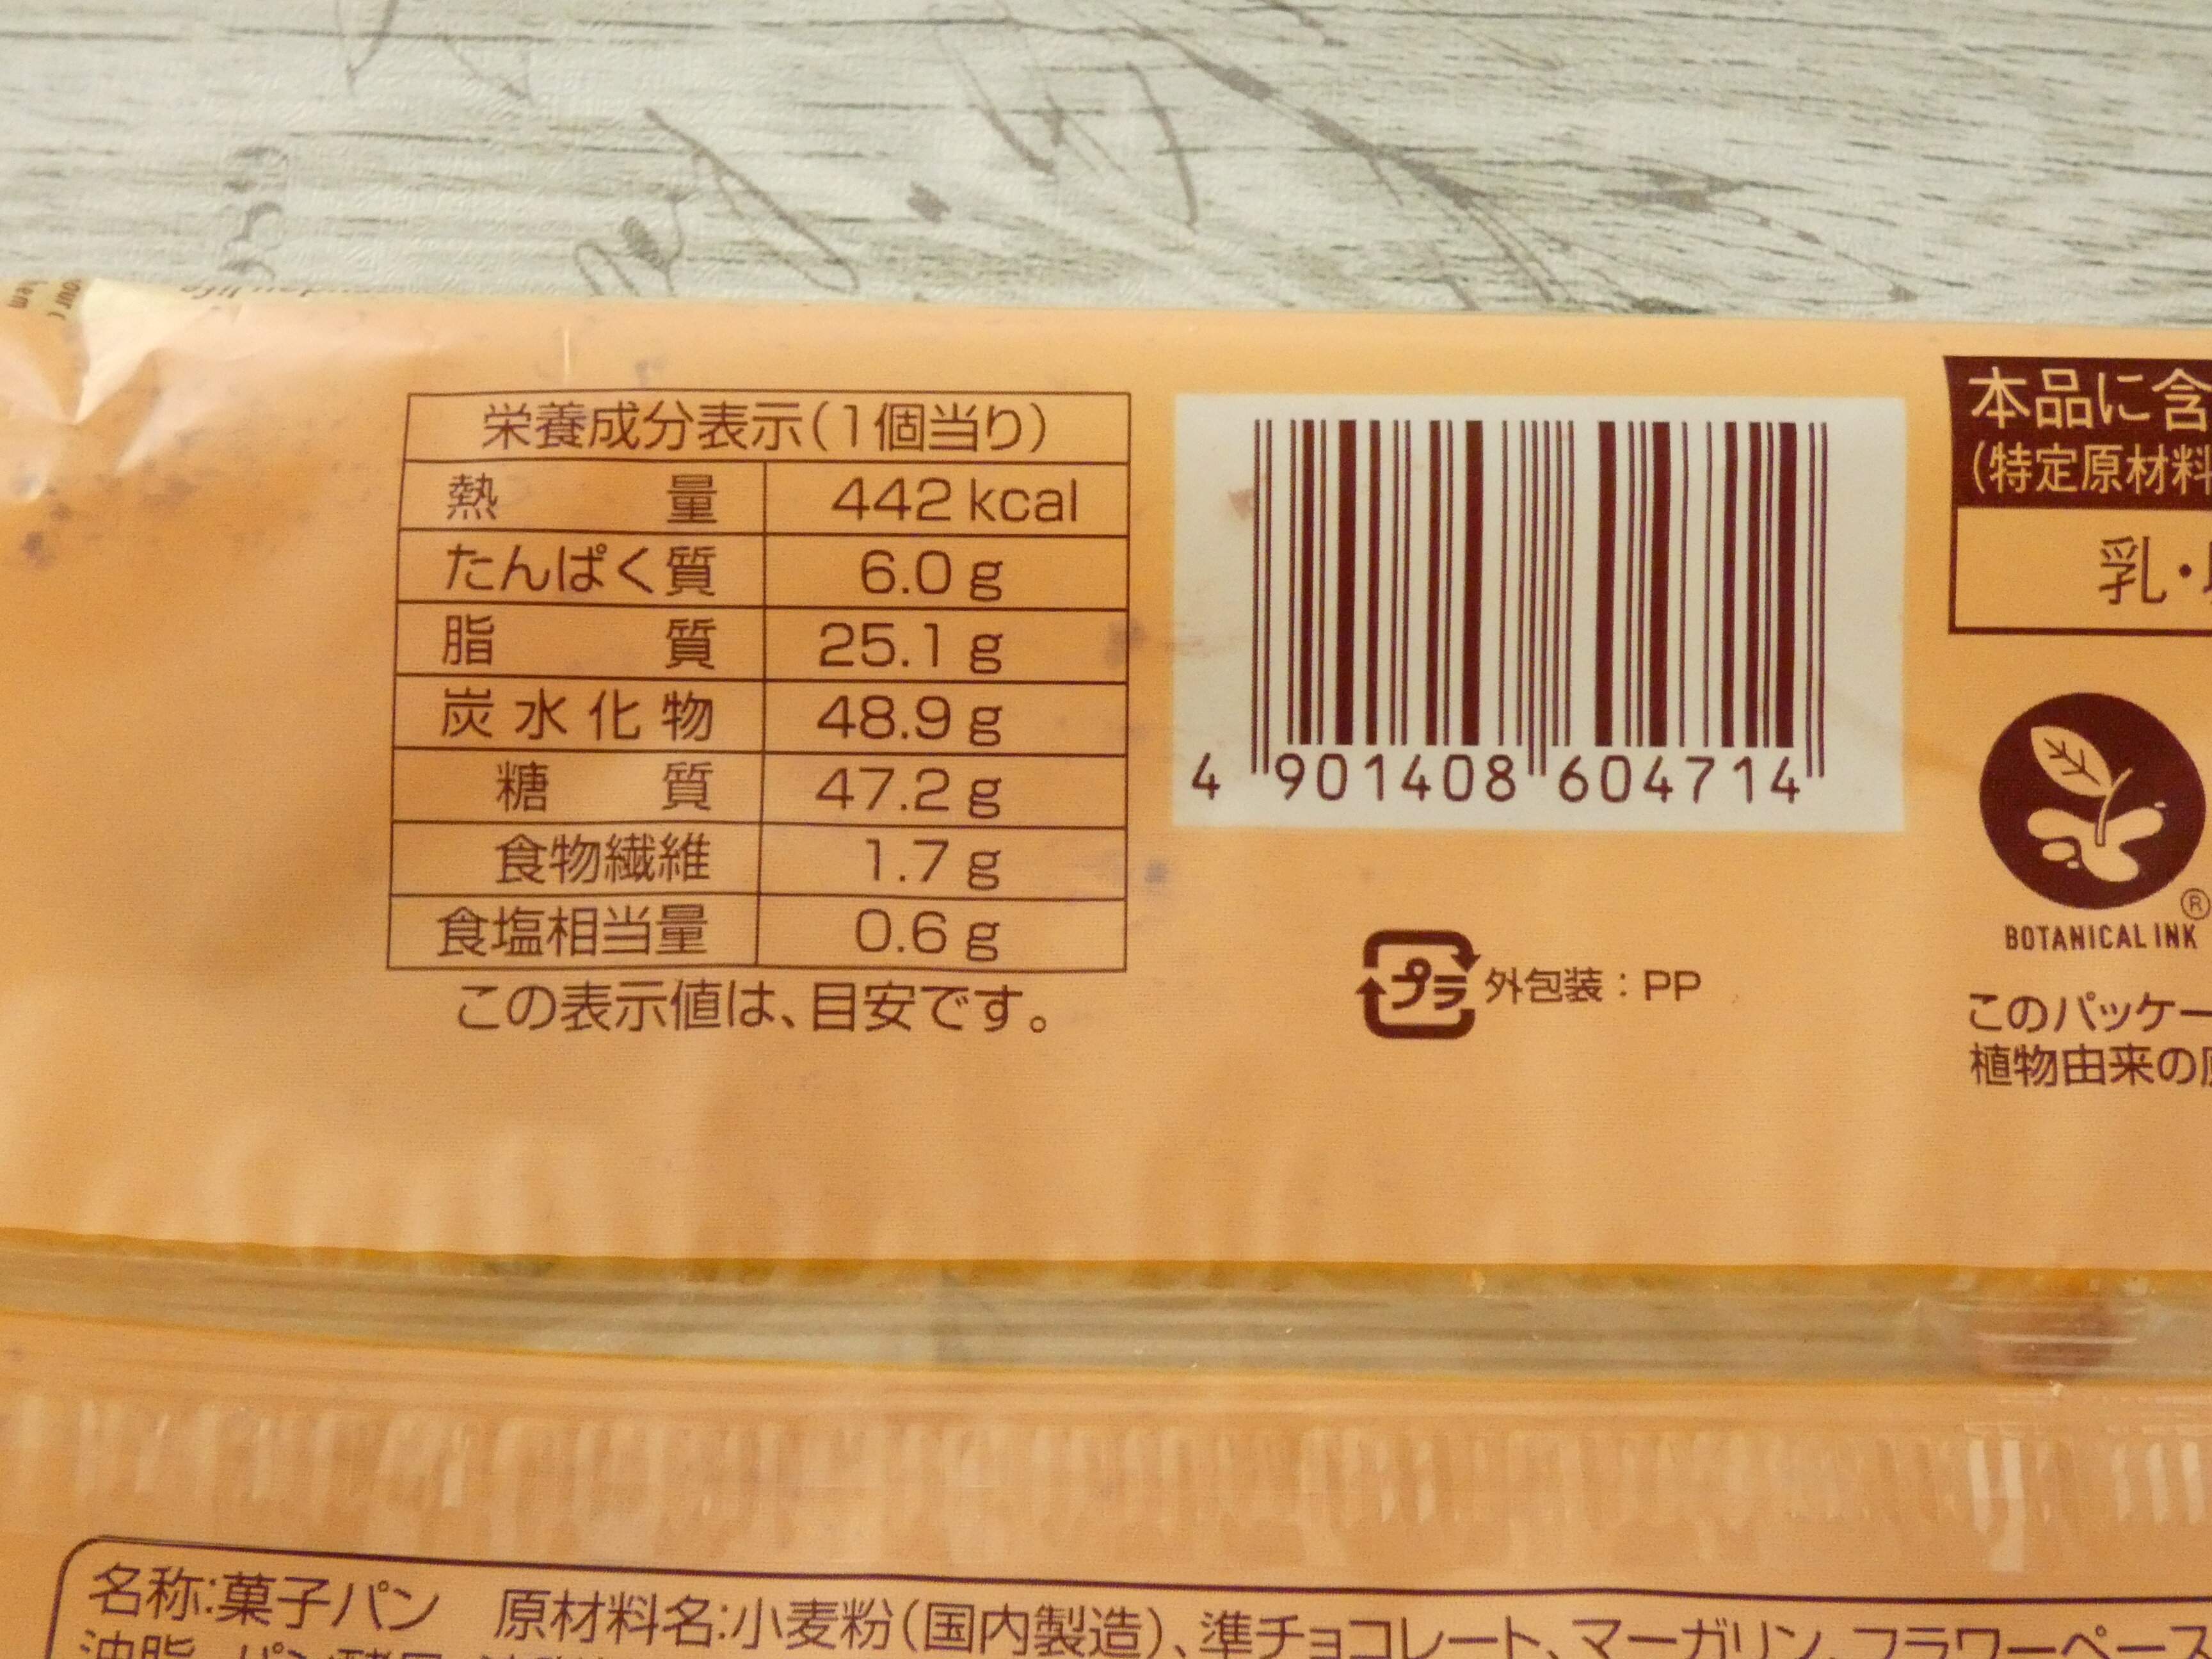 栄養成分表示(1個当り)
熱量 442 kcal
たんぱく質 6.0 g
脂質 25.1 g
炭水化物 48.9 g
糖質 47.2 g
食物繊維 1.7 g
食塩相当量 0.6 g
この表示値は、目安です。
4 901408 604714
プラ 外包装:PP
本品に含
(特定原材料
乳・
BOTANICAL INK ®
このパッケー
植物由来の
名称:菓子パン 原材料名:小麦粉(国内製造)、準チョコレート、マーガリン、フラワーペース